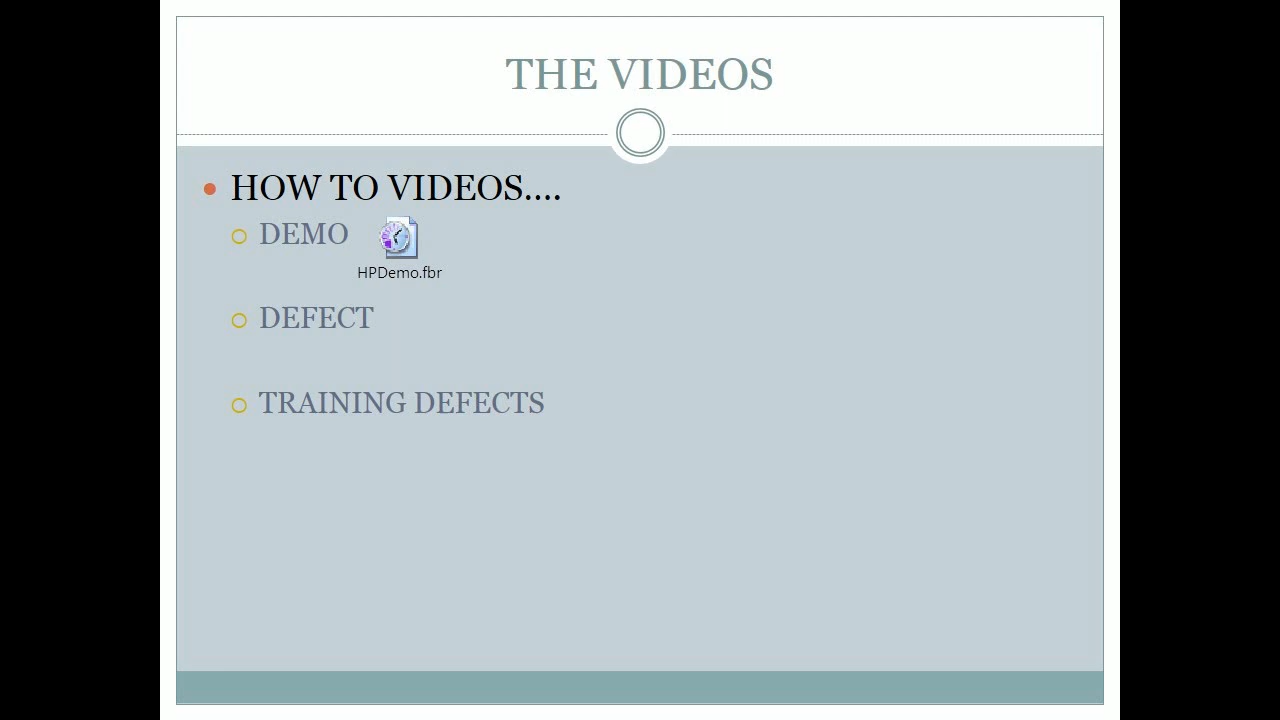 THE VIDEOS
HOW TO VIDEOS....
DEMO
HPDemo.fbr
DEFECT
TRAINING DEFECTS